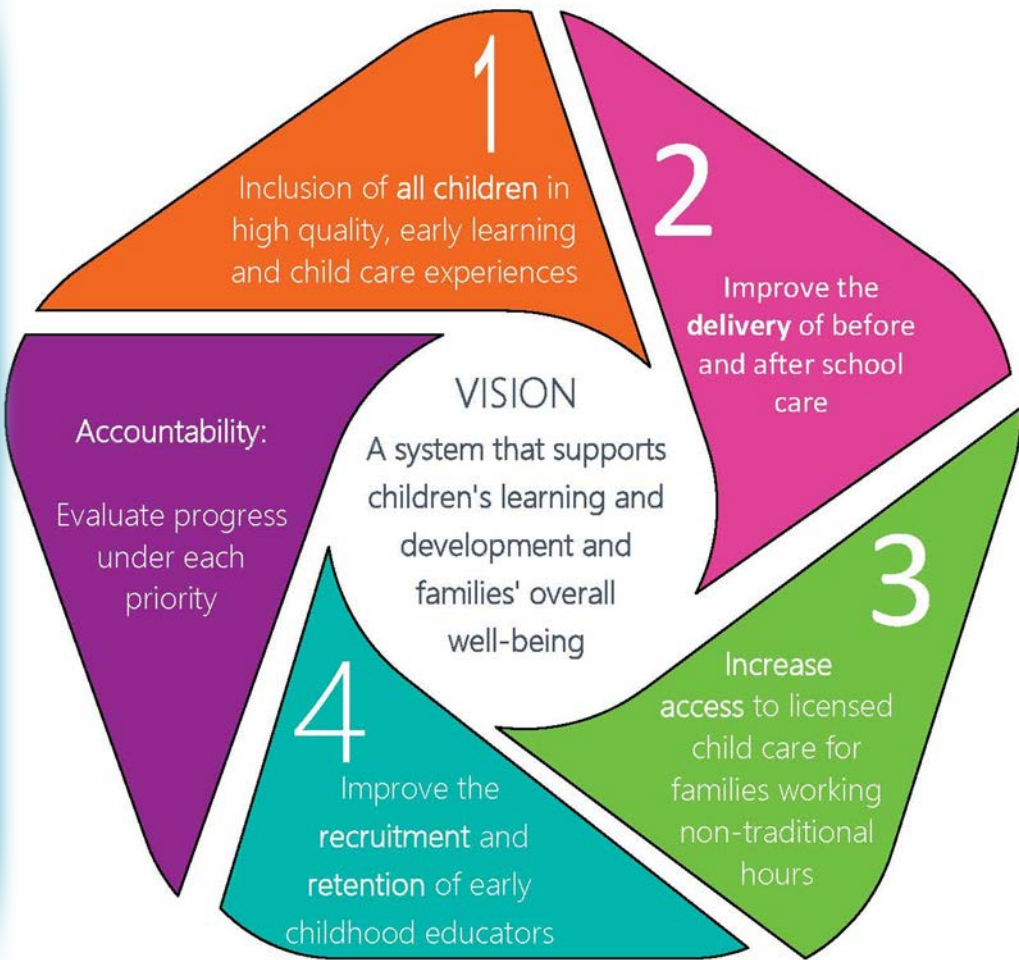 1
Inclusion of all children in
high quality, early learning
and child care experiences
2
Improve the
delivery of before
and after school
care
3
Increase
access to licensed
child care for
families working
non-traditional
hours
4
Improve the
recruitment and
retention of early
childhood educators
Accountability:
Evaluate progress
under each
priority
VISION
A system that supports
children's learning and
development and
families' overall
well-being